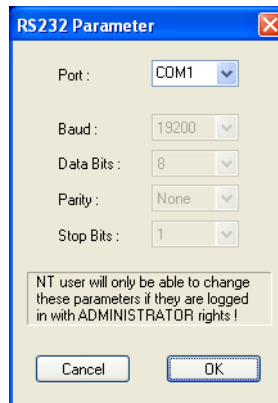 RS232 Parameter
Port : COM1
Baud : 19200
Data Bits : 8
Parity : None
Stop Bits : 1
NT user will only be able to change
these parameters if they are logged
in with ADMINISTRATOR rights !
Cancel OK